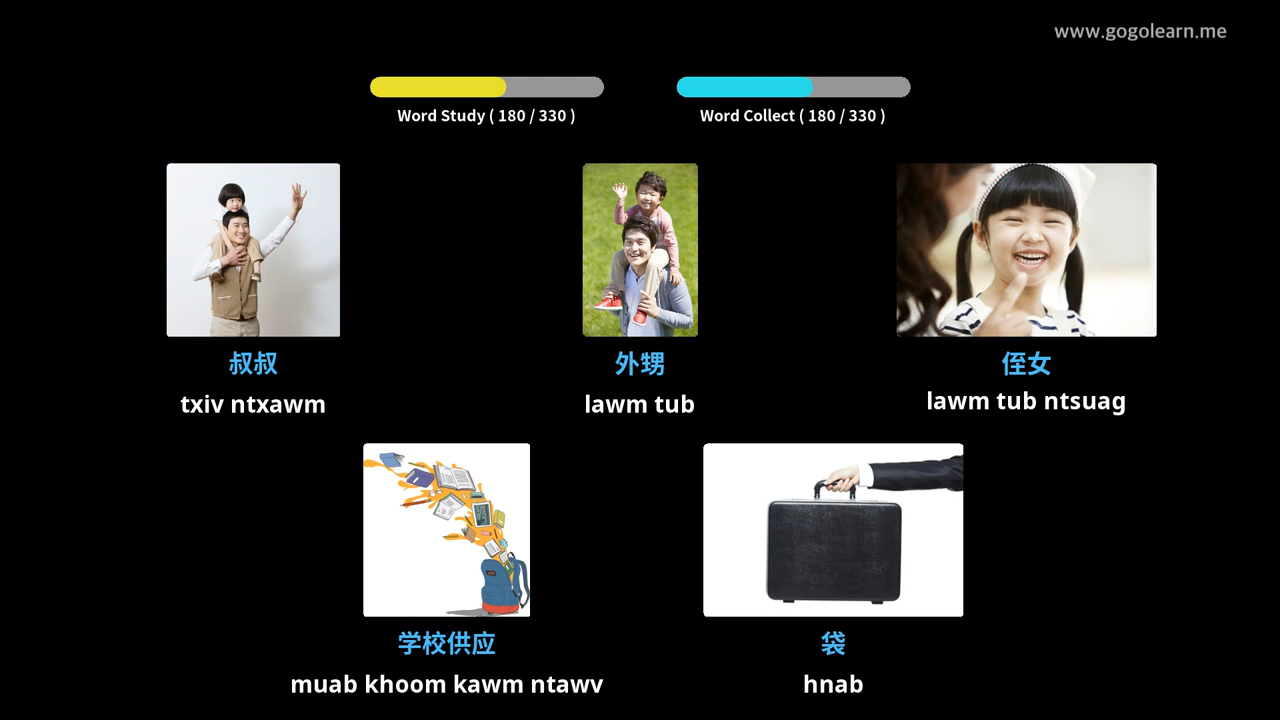 www.gogolearn.me
Word Study ( 180 / 330 )
Word Collect ( 180 / 330 )
叔叔
txiv ntxawm
外甥
lawm tub
侄女
lawm tub ntsuag
学校供应
muab khoom kawm ntawv
袋
hnab